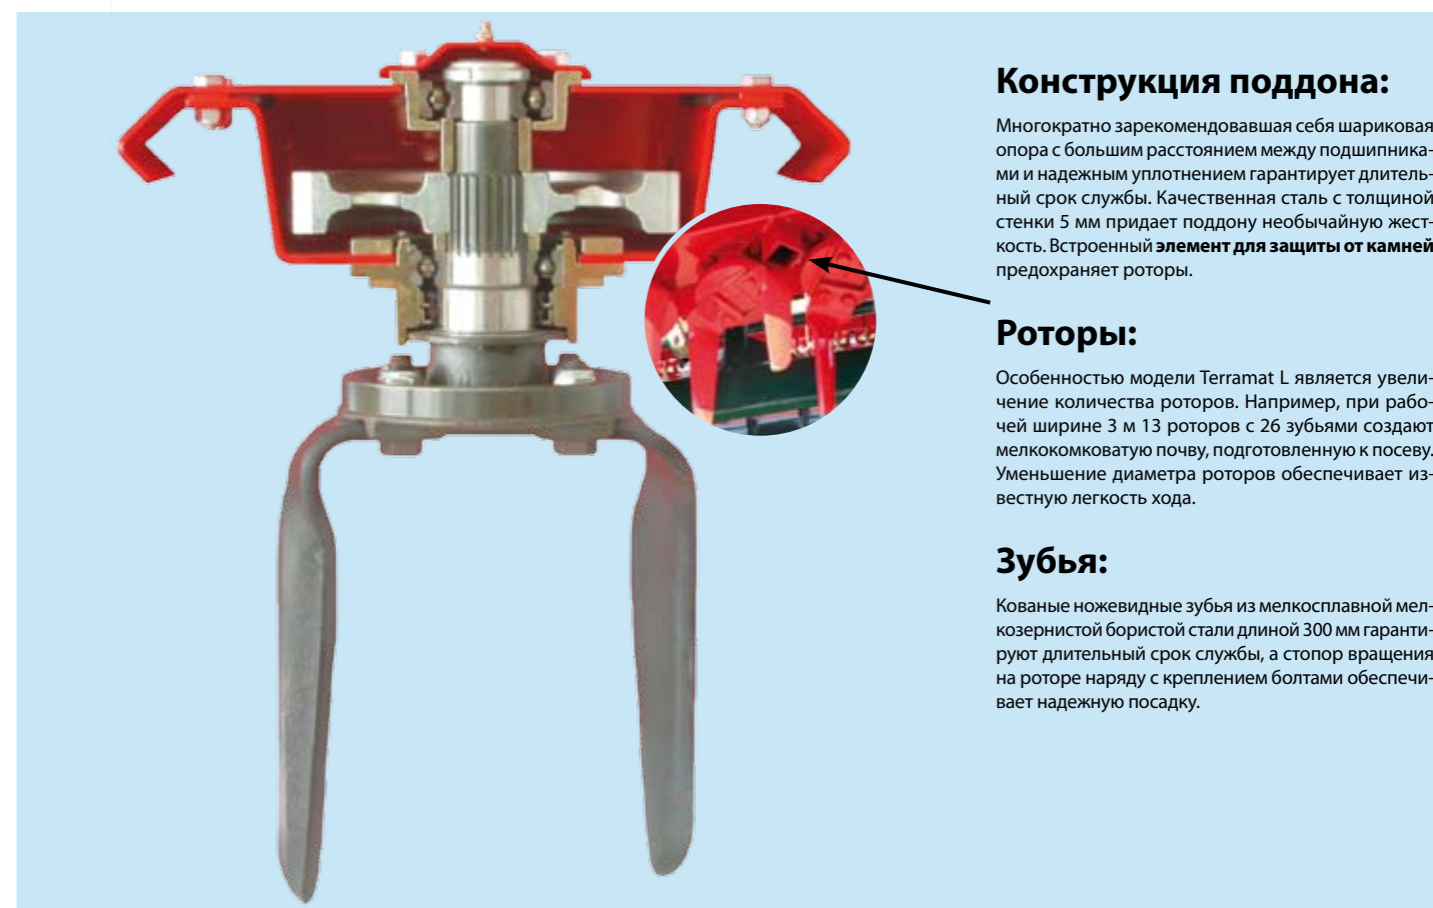 Конструкция поддона:
Многократно зарекомендовавшая себя шариковая
опора с большим расстоянием между подшипника-
ми и надежным уплотнением гарантирует длитель-
ный срок службы. Качественная сталь с толщиной
стенки 5 мм придает поддону необычайную жест-
кость. Встроенный элемент для защиты от камней
предохраняет роторы.
Роторы:
Особенностью модели Terramat L является увели-
чение количества роторов. Например, при рабо-
чей ширине 3 м 13 роторов с 26 зубьями создают
мелкокомковатую почву, подготовленную к посеву.
Уменьшение диаметра роторов обеспечивает из-
вестную легкость хода.
Зубья:
Кованые ножевидные зубья из мелкосплавной мел-
козернистой бористой стали длиной 300 мм гаранти-
руют длительный срок службы, а стопор вращения
на роторе наряду с креплением болтами обеспечи-
вает надежную посадку.